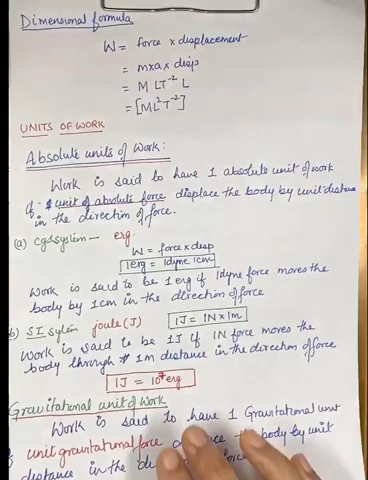 Dimensional formula
W = force × displacement
= m×a× disp
= M LT⁻² L
= [ML²T⁻²]
UNITS OF WORK
Absolute units of Work:
Work is said to have 1 absolute unit of work
if unit of absolute force displace the body by unit distance
in the direction of force.
(a) Cgs system — erg.
W = force × disp
1 erg = 1dyne 1cm
Work is said to be 1 erg if 1dyne force moves the
body by 1cm in the direction of force
b) SI system joule (J) 1J = 1N × 1m
Work is said to be 1J if 1N force moves the
body through 1m distance in the direction of force
1J = 10⁷ erg
Gravitational unit of work
Work is said to have 1 Gravitational unit
unit gravitational force body by unit
distance in the